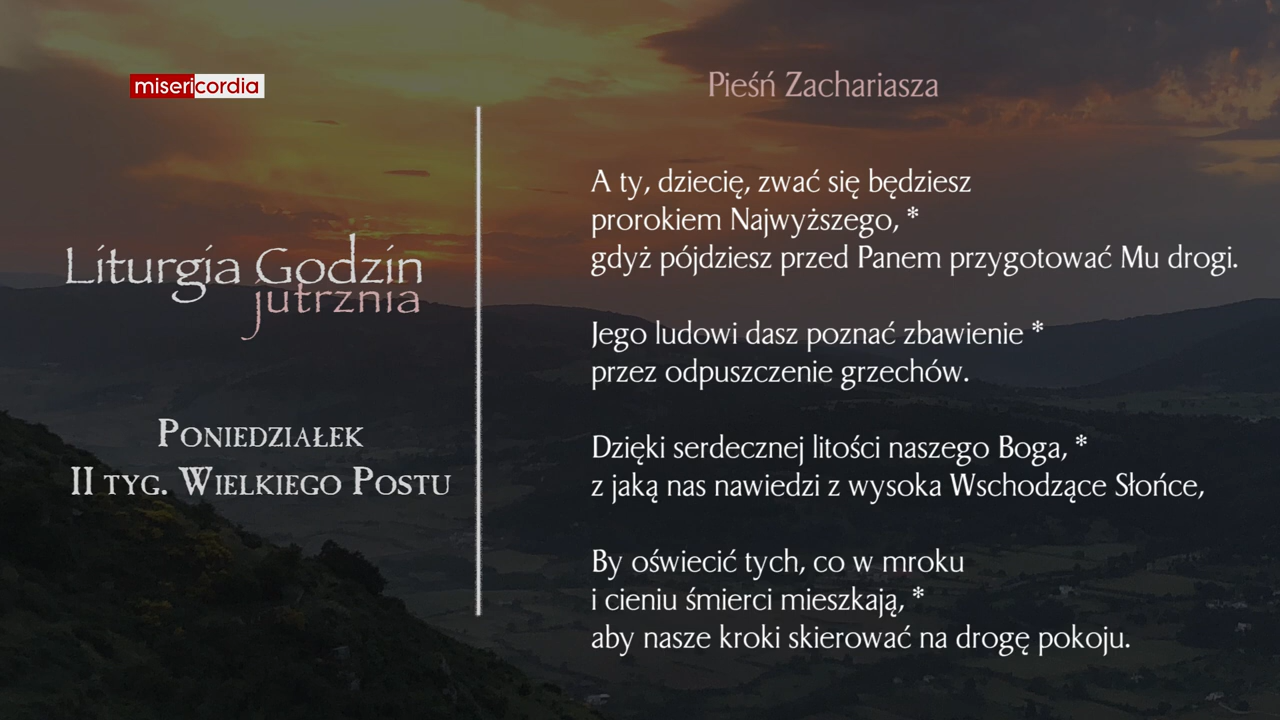 misericordia
Liturgia Godzin
jutrznia
Poniedziałek
II tyg. Wielkiego Postu
Pieśń Zachariasza
A ty, dziecię, zwać się będziesz
prorokiem Najwyższego, *
gdyż pójdziesz przed Panem przygotować Mu drogi.
Jego ludowi dasz poznać zbawienie *
przez odpuszczenie grzechów.
Dzięki serdecznej litości naszego Boga, *
z jaką nas nawiedzi z wysoka Wschodzące Słońce,
By oświecić tych, co w mroku
i cieniu śmierci mieszkają, *
aby nasze kroki skierować na drogę pokoju.